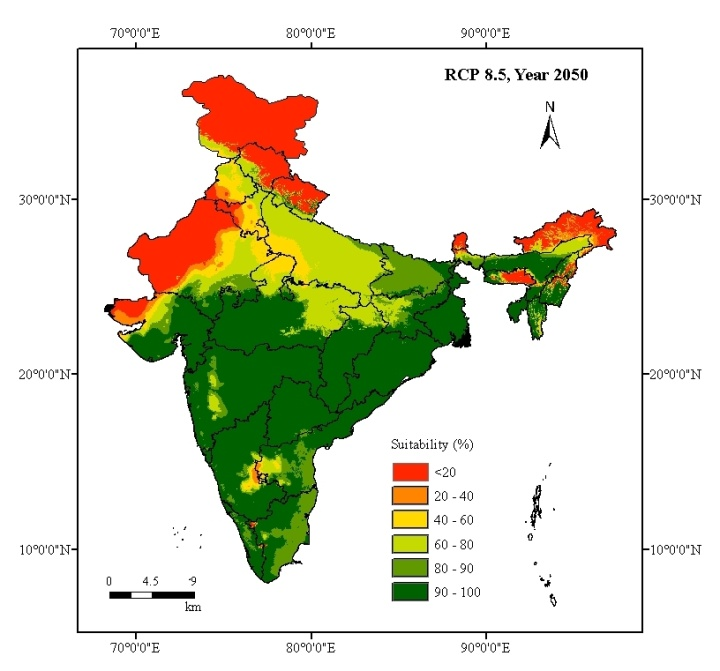 70°0'0"E 80°0'0"E 90°0'0"E
RCP 8.5, Year 2050
N
30°0'0"N 30°0'0"N
20°0'0"N 20°0'0"N
Suitability (%)
<20
20 - 40
40 - 60
60 - 80
80 - 90
90 - 100
10°0'0"N 10°0'0"N
0 4.5 9
km
70°0'0"E 80°0'0"E 90°0'0"E